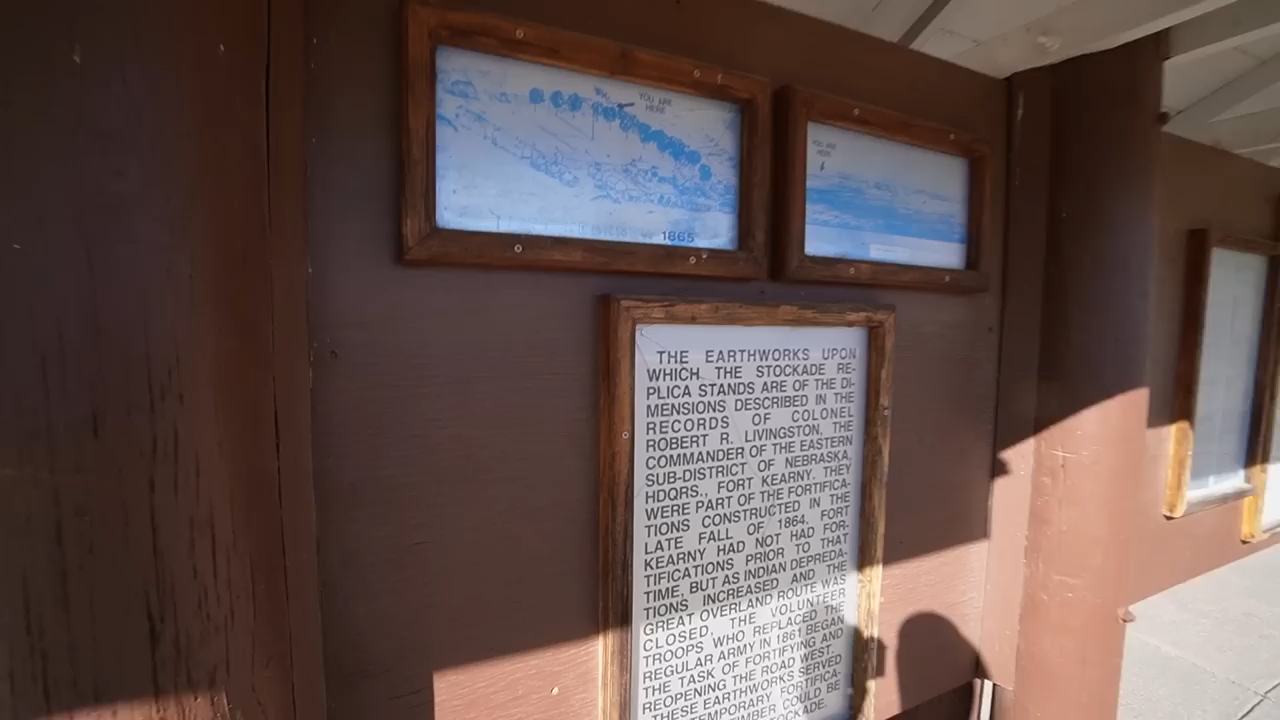 YOU ARE
HERE
1865
YOU ARE
HERE
THE EARTHWORKS UPON
WHICH THE STOCKADE RE-
PLICA STANDS ARE OF THE DI-
MENSIONS DESCRIBED IN THE
RECORDS OF COLONEL
ROBERT R. LIVINGSTON, THE
COMMANDER OF THE EASTERN
SUB-DISTRICT OF NEBRASKA,
HDQRS., FORT KEARNY. THEY
WERE PART OF THE FORTIFICA-
TIONS CONSTRUCTED IN THE
LATE FALL OF 1864. FORT
KEARNY HAD NOT HAD FOR-
TIFICATIONS PRIOR TO THAT
TIME, BUT AS INDIAN DEPREDA-
TIONS INCREASED AND THE
GREAT OVERLAND ROUTE WAS
CLOSED, THE VOLUNTEER
TROOPS WHO REPLACED THE
REGULAR ARMY IN 1861 BEGAN
THE TASK OF FORTIFYING AND
REOPENING THE ROAD WEST.
THESE EARTHWORKS SERVED
TEMPORARY FORTIFICA-
TIMBER COULD BE
STOCKADE.